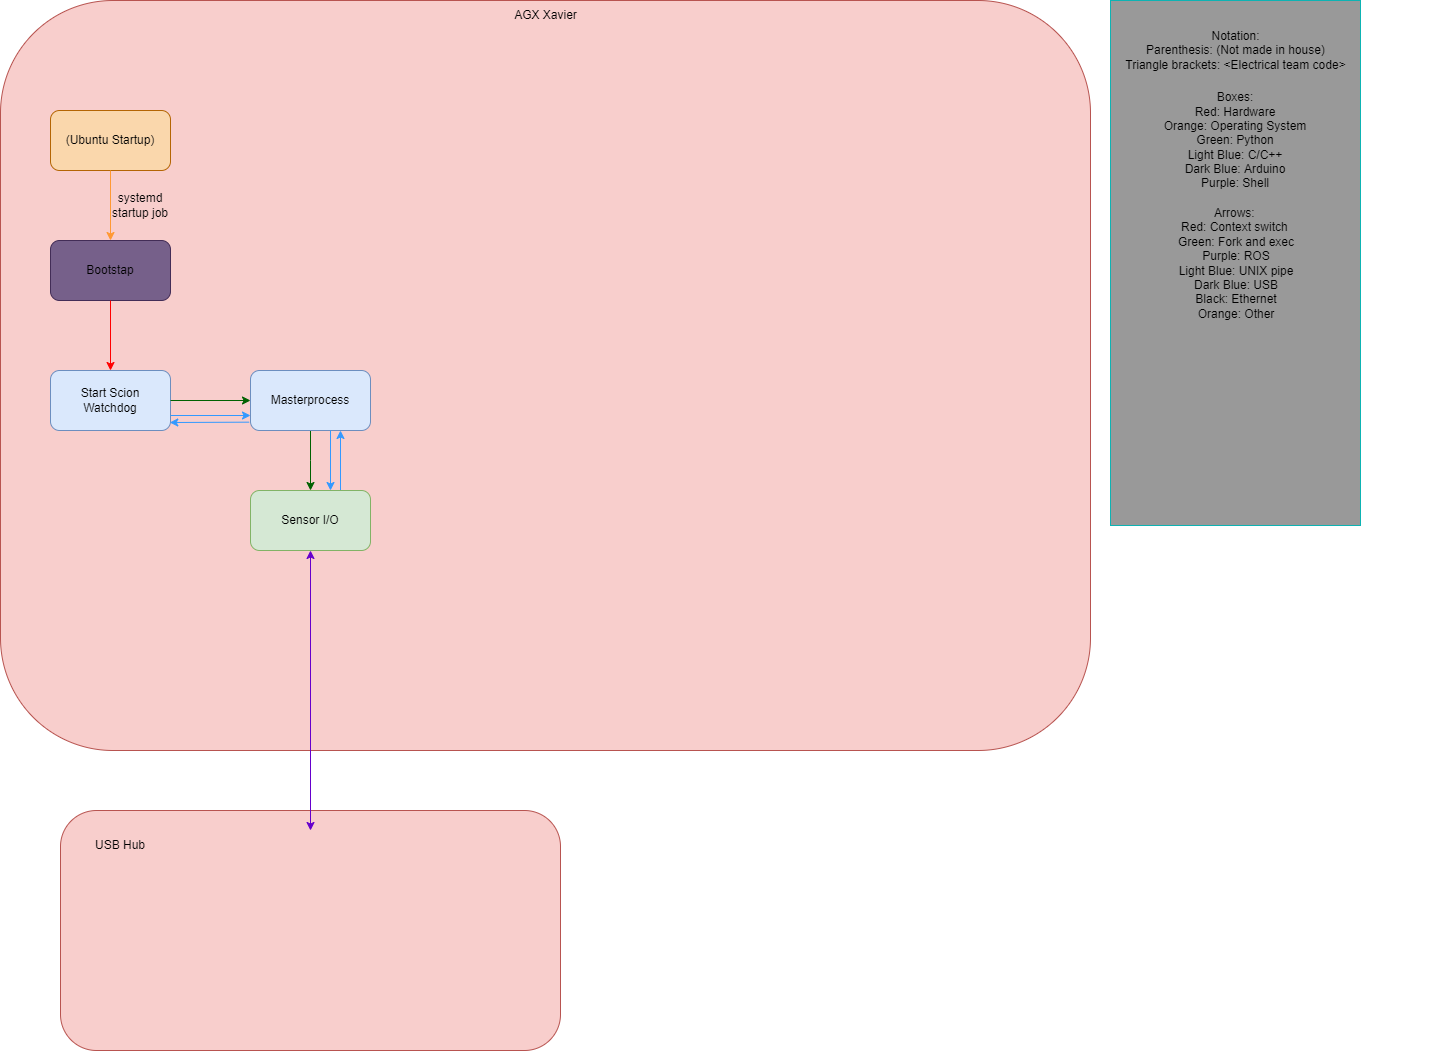 AGX Xavier
(Ubuntu Startup)
systemd
startup job
Bootstap
Start Scion
Watchdog
Masterprocess
Sensor I/O
USB Hub
Notation:
Parenthesis: (Not made in house)
Triangle brackets: <Electrical team code>
Boxes:
Red: Hardware
Orange: Operating System
Green: Python
Light Blue: C/C++
Dark Blue: Arduino
Purple: Shell
Arrows:
Red: Context switch
Green: Fork and exec
Purple: ROS
Light Blue: UNIX pipe
Dark Blue: USB
Black: Ethernet
Orange: Other